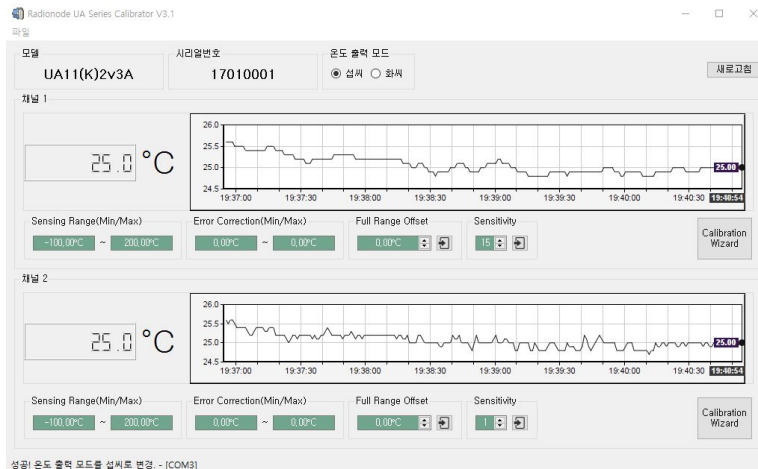 Radionode UA Series Calibrator V3.1
파일
모델
시리얼번호
온도 출력 모드
UA11(K)2v3A
17010001
섭씨
화씨
새로고침
채널 1
26.0
25.5
25.0
24.5
25.0 °C
25.00
19:37:00 19:37:30 19:38:00 19:38:30 19:39:00 19:39:30 19:40:00 19:40:30 19:40:54
Sensing Range(Min/Max)
Error Correction(Min/Max)
Full Range Offset
Sensitivity
-100,00°C ~ 200,00°C
0,00°C ~ 0,00°C
0,00°C
15
Calibration
Wizard
채널 2
26.0
25.5
25.0
24.5
25.0 °C
25.00
19:37:00 19:37:30 19:38:00 19:38:30 19:39:00 19:39:30 19:40:00 19:40:30 19:40:54
Sensing Range(Min/Max)
Error Correction(Min/Max)
Full Range Offset
Sensitivity
-100,00°C ~ 200,00°C
0,00°C ~ 0,00°C
0,00°C
1
Calibration
Wizard
성공! 온도 출력 모드를 섭씨로 변경. - [COM3]